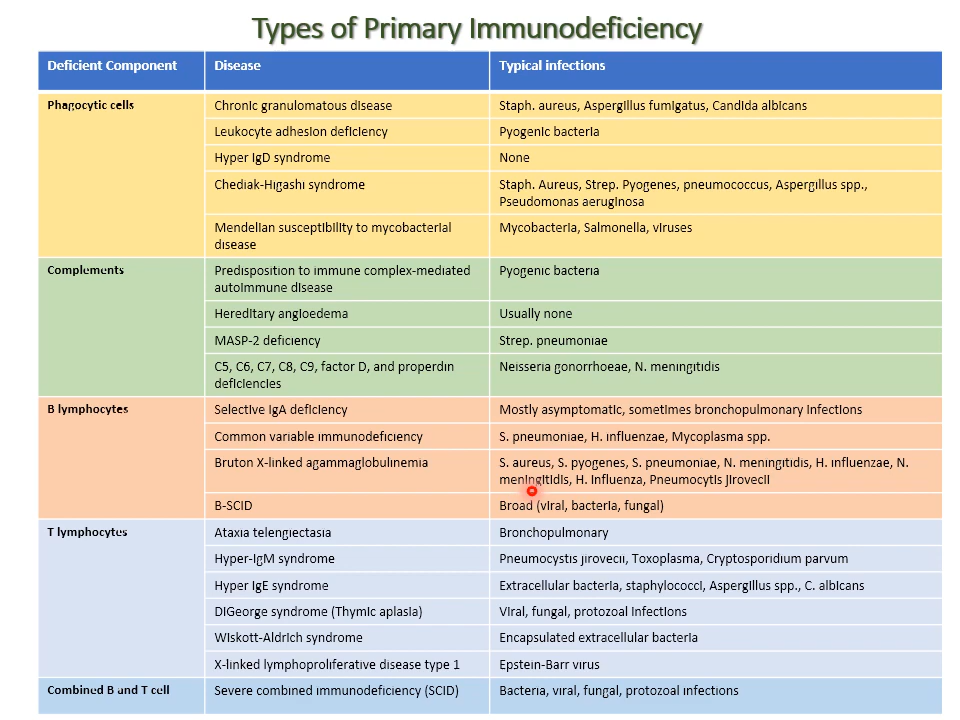 Types of Primary Immunodeficiency
Deficient Component Disease Typical infections
Phagocytic cells Chronic granulomatous disease Staph. aureus, Aspergillus fumigatus, Candida albicans
Leukocyte adhesion deficiency Pyogenic bacteria
Hyper IgD syndrome None
Chediak-Higashi syndrome Staph. Aureus, Strep. Pyogenes, pneumococcus, Aspergillus spp.,
Pseudomonas aeruginosa
Mendelian susceptibility to mycobacterial Mycobacteria, Salmonella, viruses
disease
Complements Predisposition to immune complex-mediated Pyogenic bacteria
autoimmune disease
Hereditary angioedema Usually none
MASP-2 deficiency Strep. pneumoniae
C5, C6, C7, C8, C9, factor D, and properdin Neisseria gonorrhoeae, N. meningitidis
deficiencies
B lymphocytes Selective IgA deficiency Mostly asymptomatic, sometimes bronchopulmonary infections
Common variable immunodeficiency S. pneumoniae, H. influenzae, Mycoplasma spp.
Bruton X-linked agammaglobulinemia S. aureus, S. pyogenes, S. pneumoniae, N. meningitidis, H. influenzae, N.
meningitidis, H. Influenza, Pneumocytis jirovecii
B-SCID Broad (viral, bacteria, fungal)
T lymphocytes Ataxia telengiectasia Bronchopulmonary
Hyper-IgM syndrome Pneumocystis jirovecii, Toxoplasma, Cryptosporidium parvum
Hyper IgE syndrome Extracellular bacteria, staphylococci, Aspergillus spp., C. albicans
DiGeorge syndrome (Thymic aplasia) Viral, fungal, protozoal infections
Wiskott-Aldrich syndrome Encapsulated extracellular bacteria
X-linked lymphoproliferative disease type 1 Epstein-Barr virus
Combined B and T cell Severe combined immunodeficiency (SCID) Bacteria, viral, fungal, protozoal infections